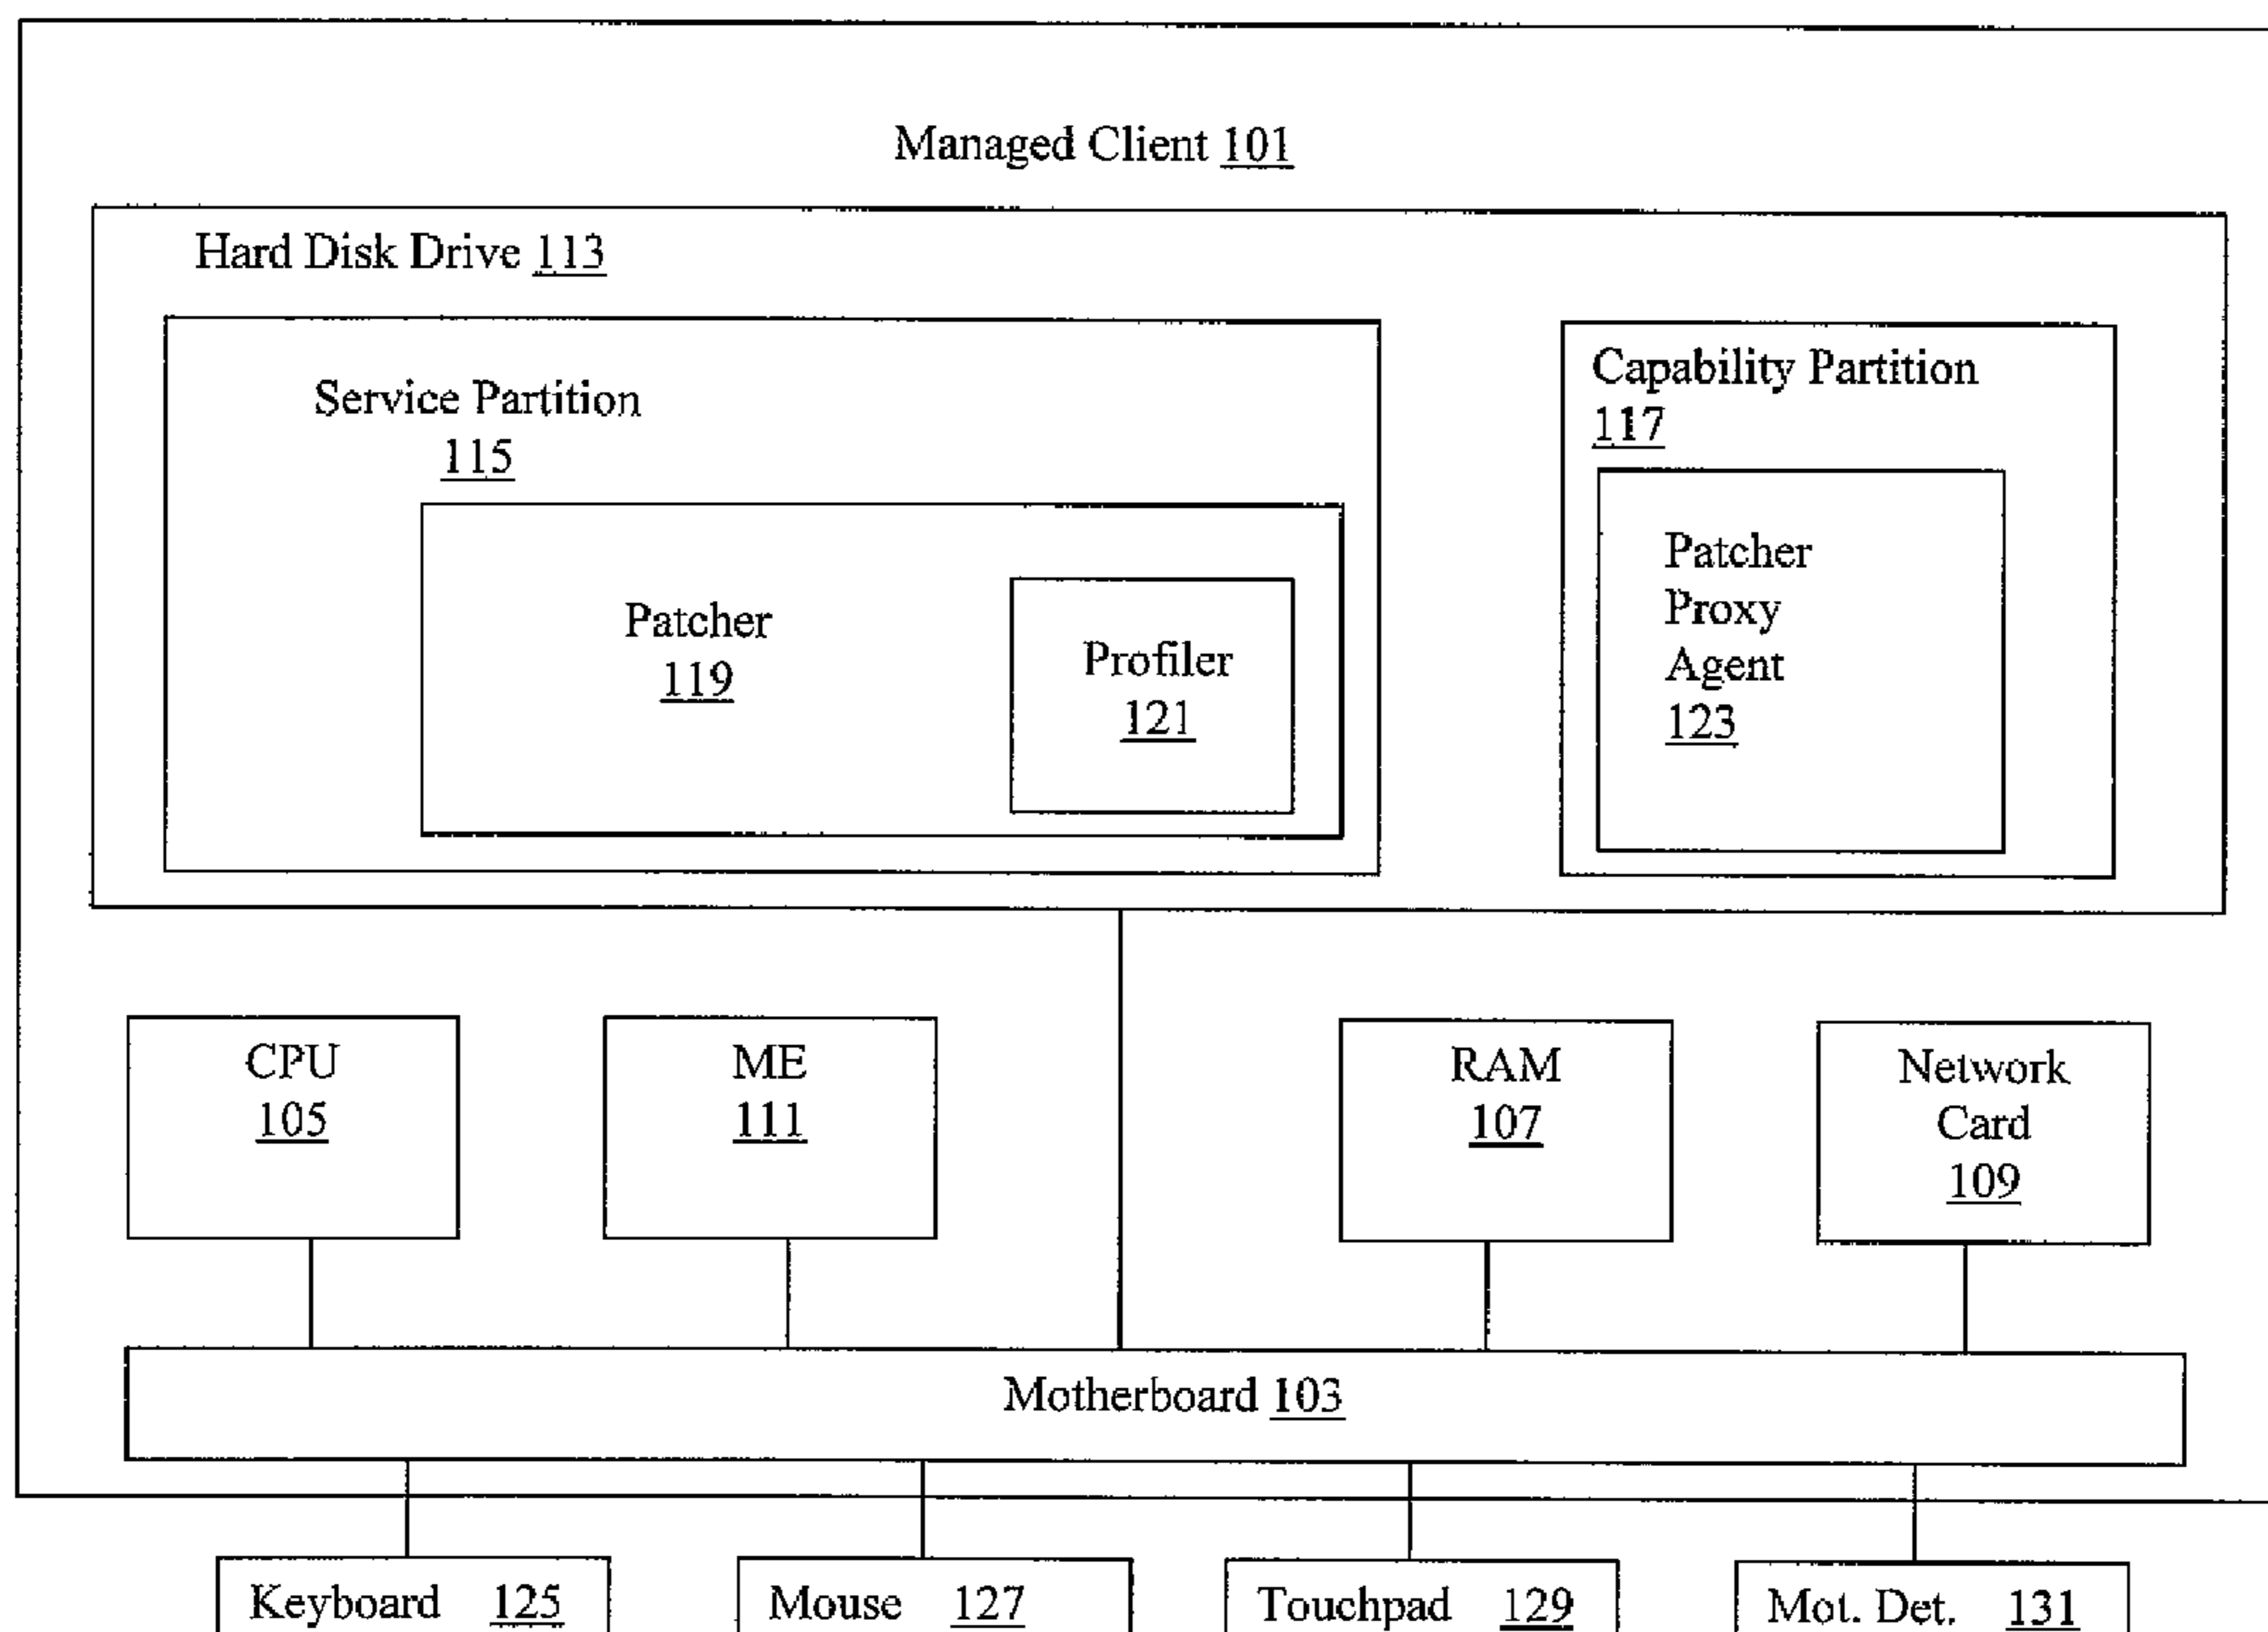 Managed Client 101
Hard Disk Drive 113
Service Partition
115
Patcher
119
Profiler
121
Capability Partition
117
Patcher
Proxy
Agent
123
CPU
105
ME
111
RAM
107
Network
Card
109
Motherboard 103
Keyboard 125
Mouse 127
Touchpad 129
Mot. Det. 131